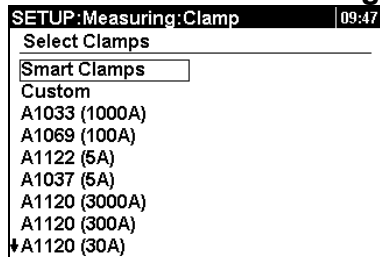 SETUP:Measuring:Clamp 09:47
Select Clamps
Smart Clamps
Custom
A1033 (1000A)
A1069 (100A)
A1122 (5A)
A1037 (5A)
A1120 (3000A)
A1120 (300A)
A1120 (30A)